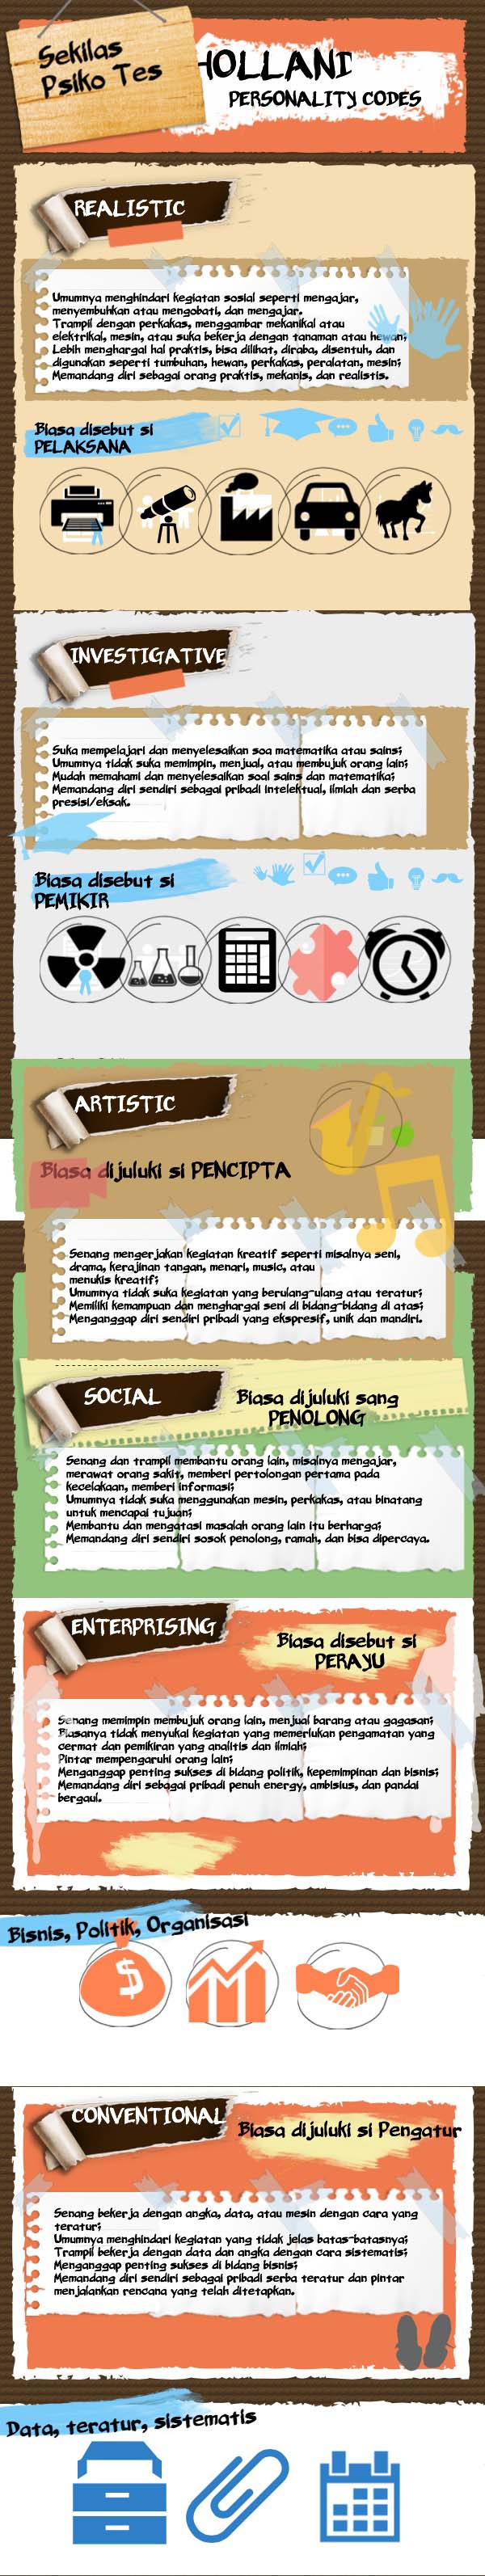 Sekilas
Psiko Tes
HOLLAND
PERSONALITY CODES
REALISTIC
Umumnya menghindari kegiatan sosial seperti mengajar,
menyembuhkan atau mengobati, dan mengajar.
Trampil dengan perkakas, menggambar mekanikal atau
elektrikal, mesin, atau suka bekerja dengan tanaman atau hewan;
Lebih menghargai hal praktis, bisa dilihat, diraba, disentuh, dan
digunakan seperti tumbuhan, hewan, perkakas, peralatan, mesin;
Memandang diri sebagai orang praktis, mekanis, dan realistis.
Biasa disebut si
PELAKSANA
INVESTIGATIVE
Suka mempelajari dan menyelesaikan soa matematika atau sains;
Umumnya tidak suka memimpin, menjual, atau membujuk orang lain;
Mudah memahami dan menyelesaikan soal sains dan matematika;
Memandang diri sendiri sebagai pribadi intelektual, ilmiah dan serba
presisi/eksak.
Biasa disebut si
PEMIKIR
ARTISTIC
Biasa dijuluki si PENCIPTA
Senang mengerjakan kegiatan kreatif seperti misalnya seni,
drama, kerajinan tangan, menari, music, atau
menukis kreatif;
Umumnya tidak suka kegiatan yang berulang-ulang atau teratur;
Memiliki kemampuan dan menghargai seni di bidang-bidang di atas;
Menganggap diri sendiri pribadi yang ekspresif, unik dan mandiri.
SOCIAL
Biasa dijuluki sang
PENOLONG
Senang dan trampil membantu orang lain, misalnya mengajar,
merawat orang sakit, memberi pertolongan pertama pada
kecelakaan, memberi informasi;
Umumnya tidak suka menggunakan mesin, perkakas, atau binatang
untuk mencapai tujuan;
Membantu dan mengatasi masalah orang lain itu berharga;
Memandang diri sendiri sosok penolong, ramah, dan bisa dipercaya.
ENTERPRISING
Biasa disebut si
PERAYU
Senang memimpin membujuk orang lain, menjual barang atau gagasan;
Biasanya tidak menyukai kegiatan yang memerlukan pengamatan yang
cermat dan pemikiran yang analitis dan ilmiah;
Pintar mempengaruhi orang lain;
Menganggap penting sukses di bidang politik, kepemimpinan dan bisnis;
Memandang diri sebagai pribadi penuh energy, ambisius, dan pandai
bergaul.
Bisnis, Politik, Organisasi
$
CONVENTIONAL
Biasa dijuluki si Pengatur
Senang bekerja dengan angka, data, atau mesin dengan cara yang
teratur;
Umumnya menghindari kegiatan yang tidak jelas batas-batasnya;
Trampil bekerja dengan data dan angka dengan cara sistematis;
Menganggap penting sukses di bidang bisnis;
Memandang diri sendiri sebagai pribadi serba teratur dan pintar
menjalankan rencana yang telah ditetapkan.
Data, teratur, sistematis